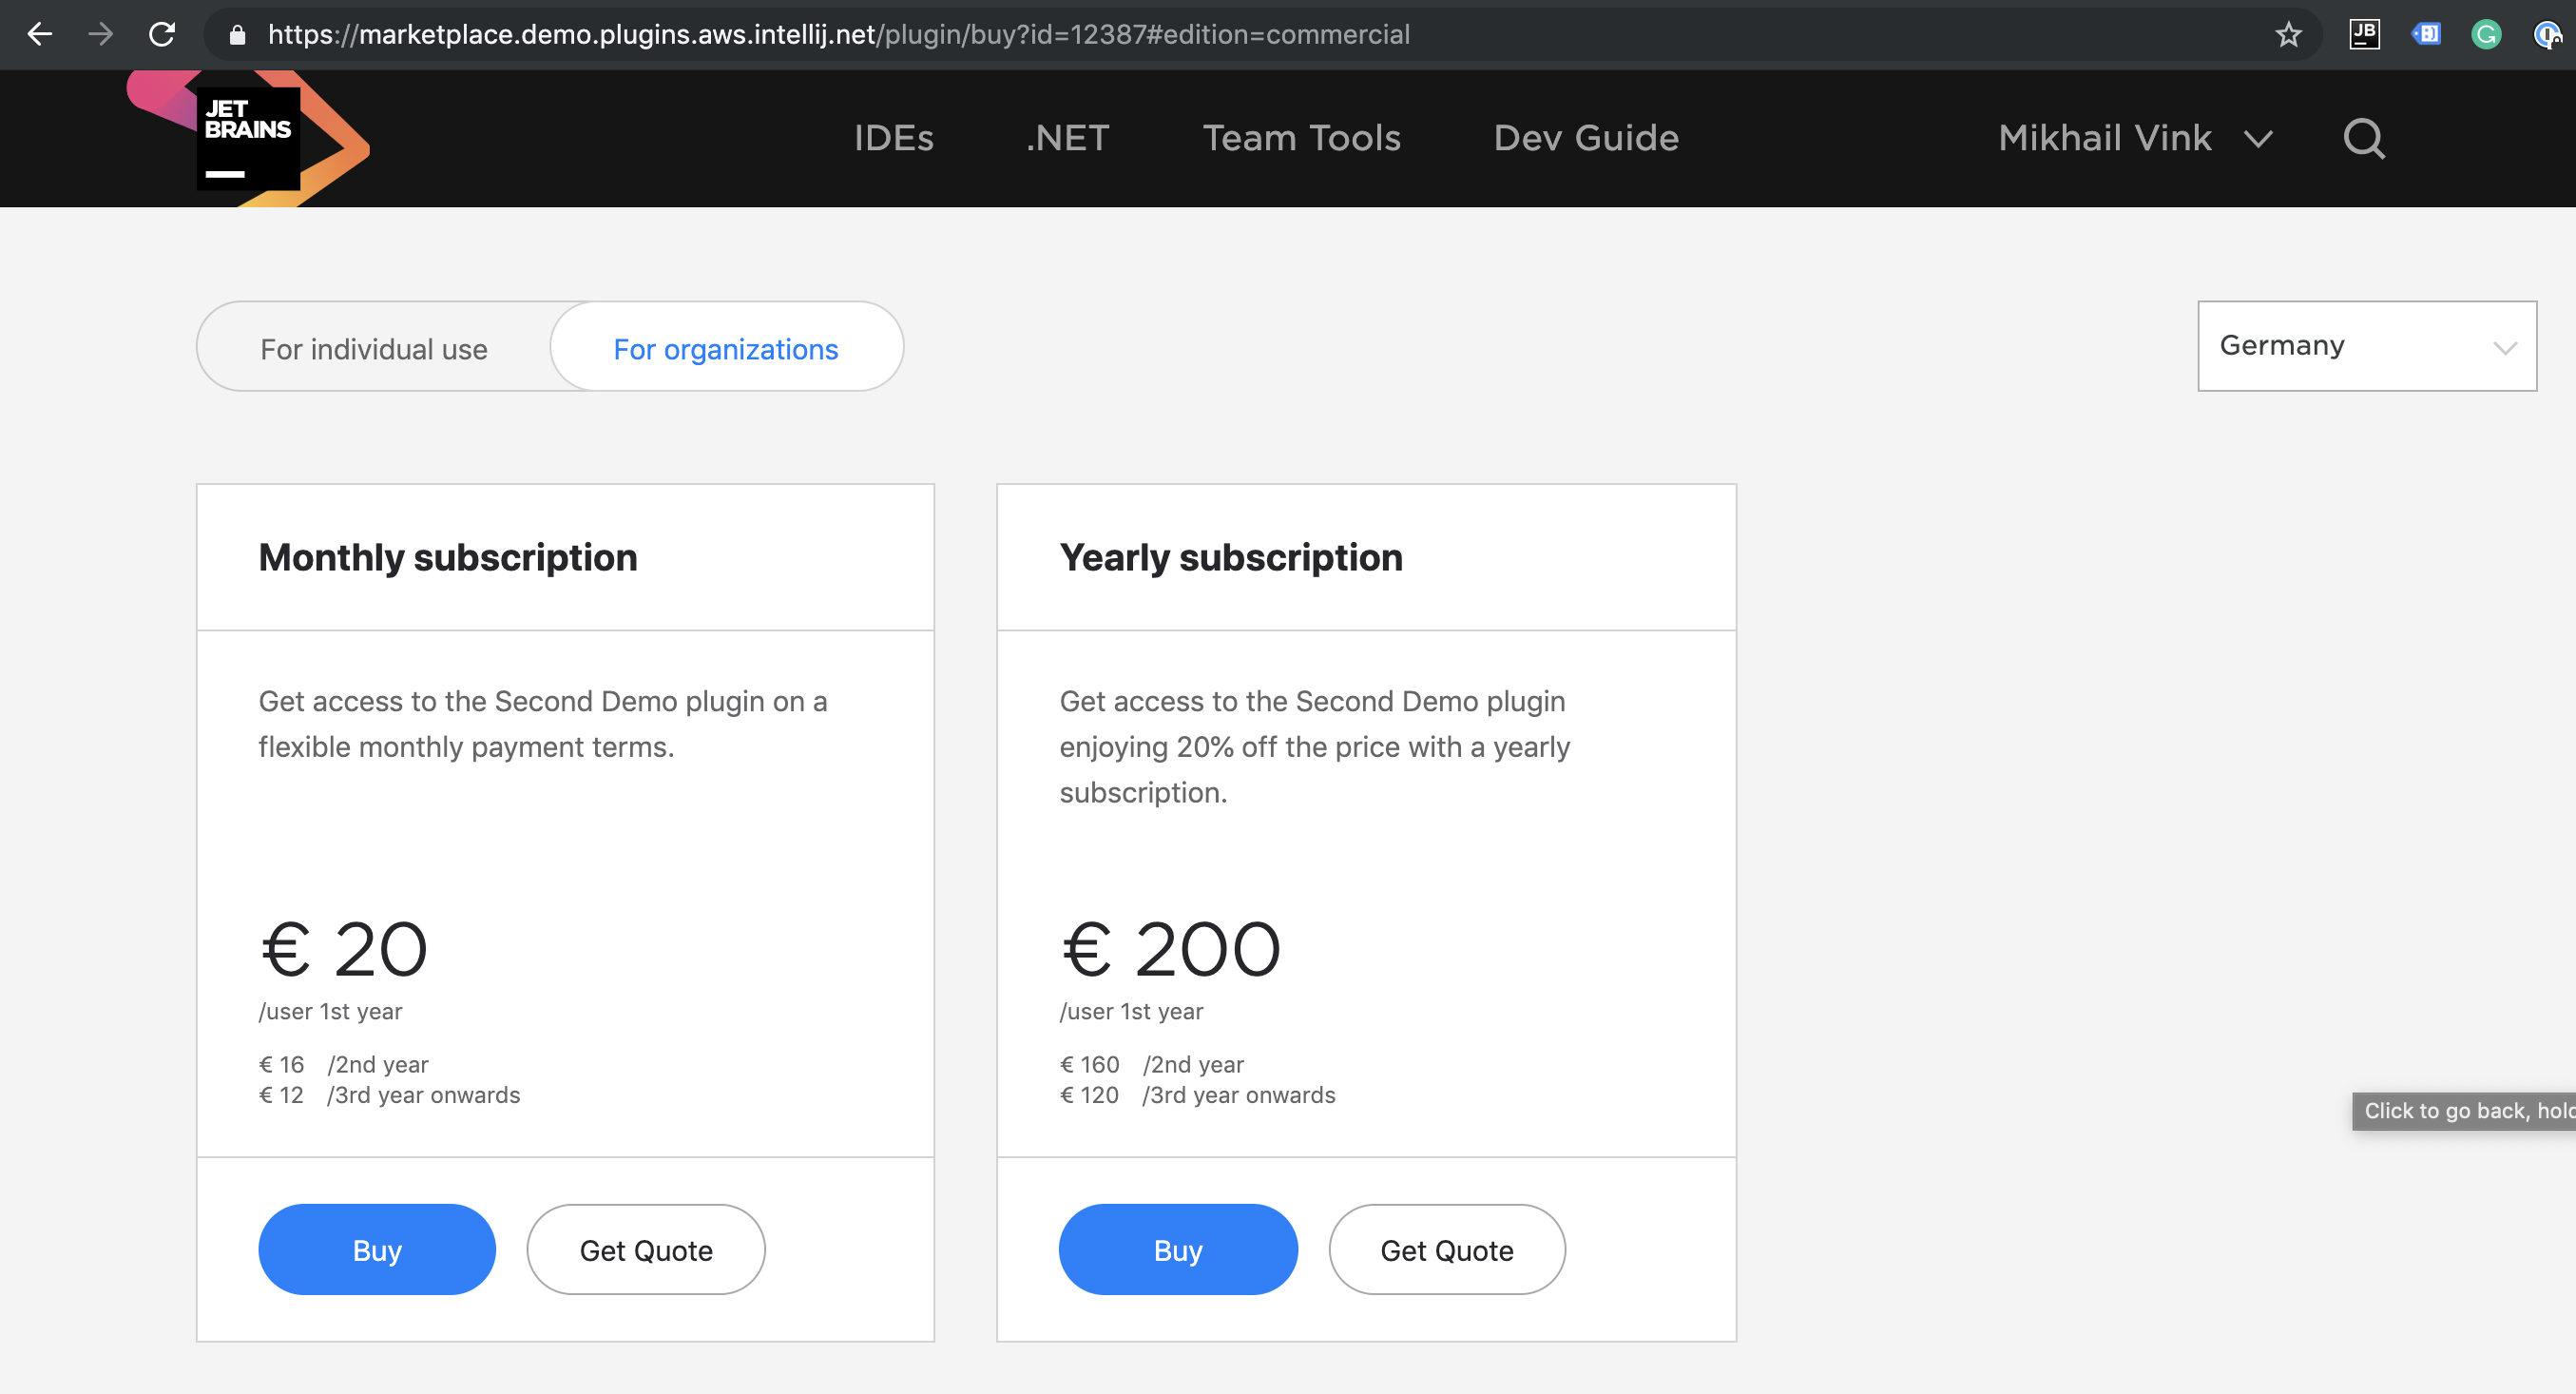 https://marketplace.demo.plugins.aws.intellij.net/plugin/buy?id=12387#edition=commercial
JB
G
JET
BRAINS
IDEs
.NET
Team Tools
Dev Guide
Mikhail Vink
For individual use
For organizations
Germany
Monthly subscription
Get access to the Second Demo plugin on a
flexible monthly payment terms.
€ 20
/user 1st year
€ 16 /2nd year
€ 12 /3rd year onwards
Buy
Get Quote
Yearly subscription
Get access to the Second Demo plugin
enjoying 20% off the price with a yearly
subscription.
€ 200
/user 1st year
€ 160 /2nd year
€ 120 /3rd year onwards
Buy
Get Quote
Click to go back, hold